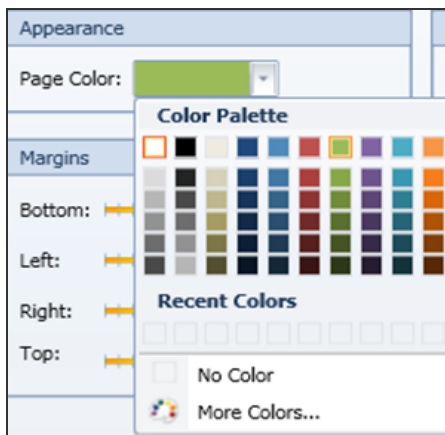 Appearance
Page Color:
Color Palette
Margins
Bottom:
Left:
Recent Colors
Right:
Top:
No Color
More Colors...